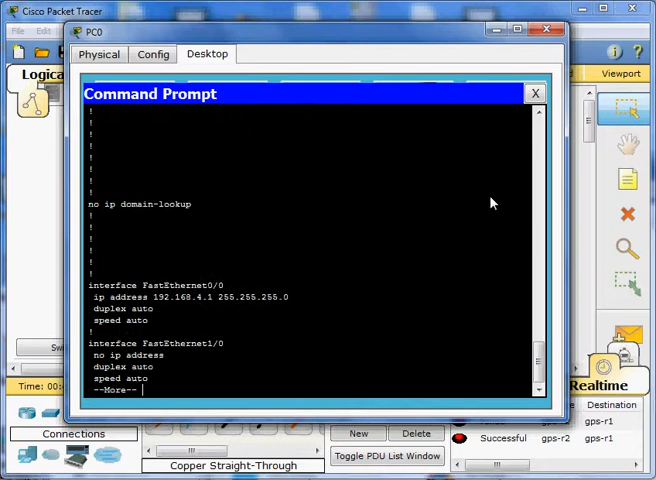 Cisco Packet Tracer
File
PC0
Physical
Config
Desktop
Logica
Viewport
Command Prompt
X
!
!
!
!
!
!
!
!
no ip domain-lookup
!
!
!
!
!
!
interface FastEthernet0/0
ip address 192.168.4.1 255.255.255.0
duplex auto
speed auto
!
interface FastEthernet1/0
no ip address
duplex auto
speed auto
--More--
Time: 00:
Realtime
Connections
Copper Straight-Through
New
Delete
Toggle PDU List Window
Destination
gps-r1
Successful gps-r2 gps-r1